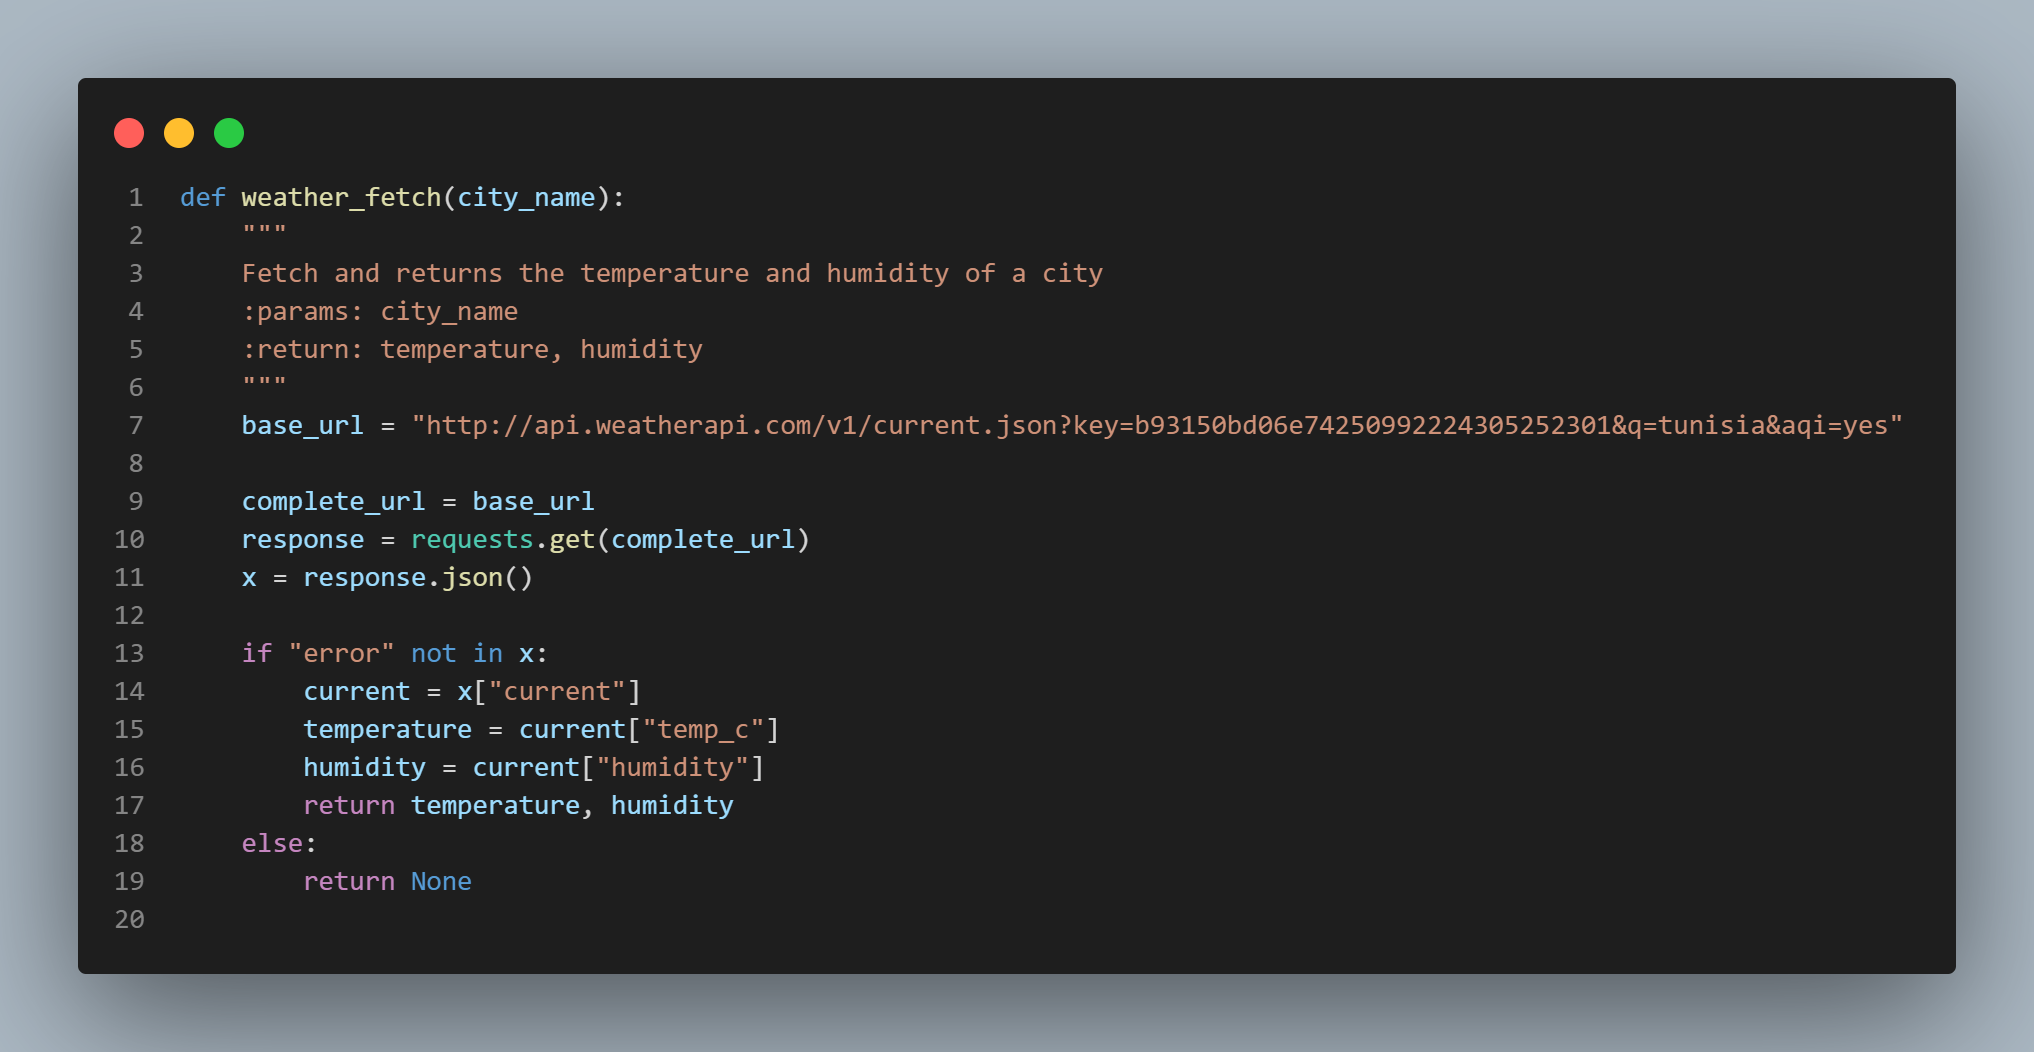 1 def weather_fetch(city_name):
2     """
3     Fetch and returns the temperature and humidity of a city
4     :params: city_name
5     :return: temperature, humidity
6     """
7     base_url = "http://api.weatherapi.com/v1/current.json?key=b93150bd06e74250992224305252301&q=tunisia&aqi=yes"
8
9     complete_url = base_url
10     response = requests.get(complete_url)
11     x = response.json()
12
13     if "error" not in x:
14         current = x["current"]
15         temperature = current["temp_c"]
16         humidity = current["humidity"]
17         return temperature, humidity
18     else:
19         return None
20